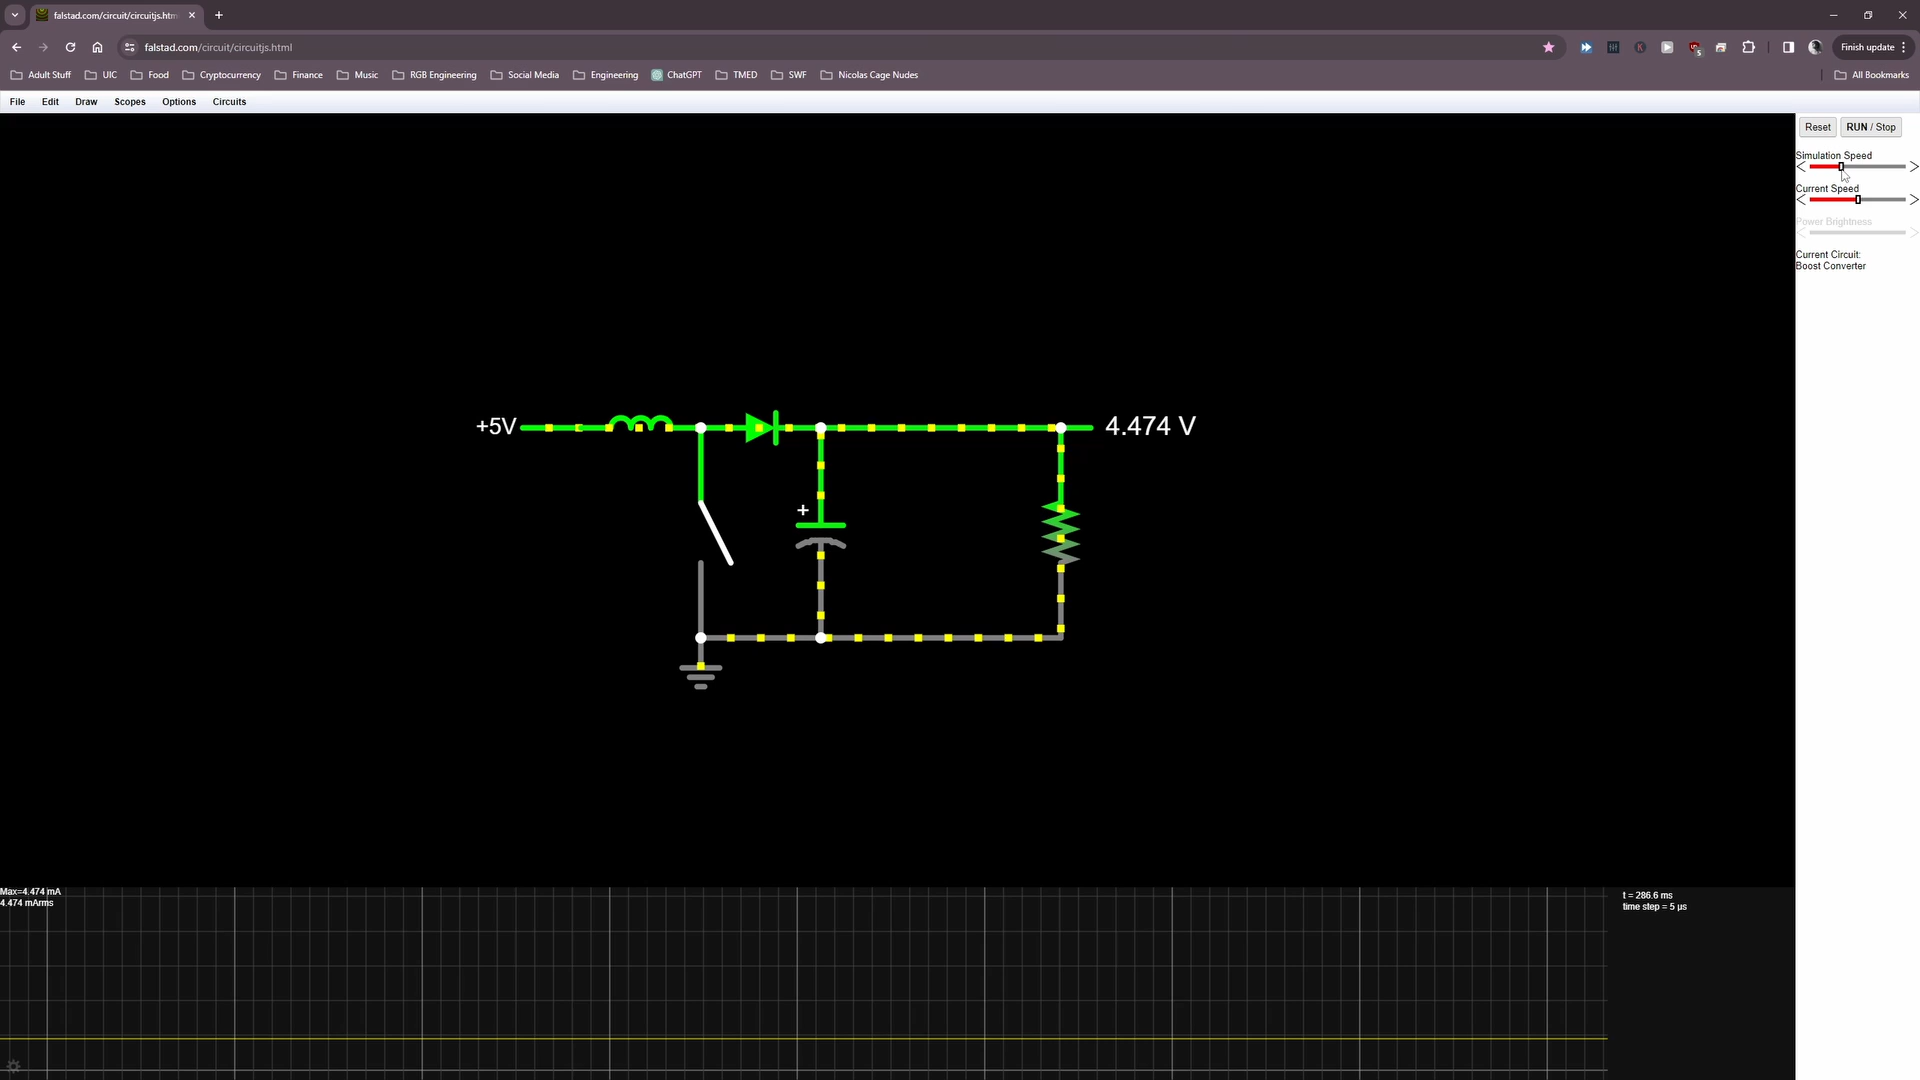 falstad.com/circuit/circuitjs.htm
falstad.com/circuit/circuitjs.html
5
Finish update
Adult Stuff UIC Food Cryptocurrency Finance Music RGB Engineering Social Media Engineering ChatGPT TMED SWF Nicolas Cage Nudes All Bookmarks
File Edit Draw Scopes Options Circuits
Reset RUN / Stop
Simulation Speed
Current Speed
Power Brightness
Current Circuit:
Boost Converter
+5V
4.474 V
+
Max=4.474 mA
4.474 mArms
t = 286.6 ms
time step = 5 µs